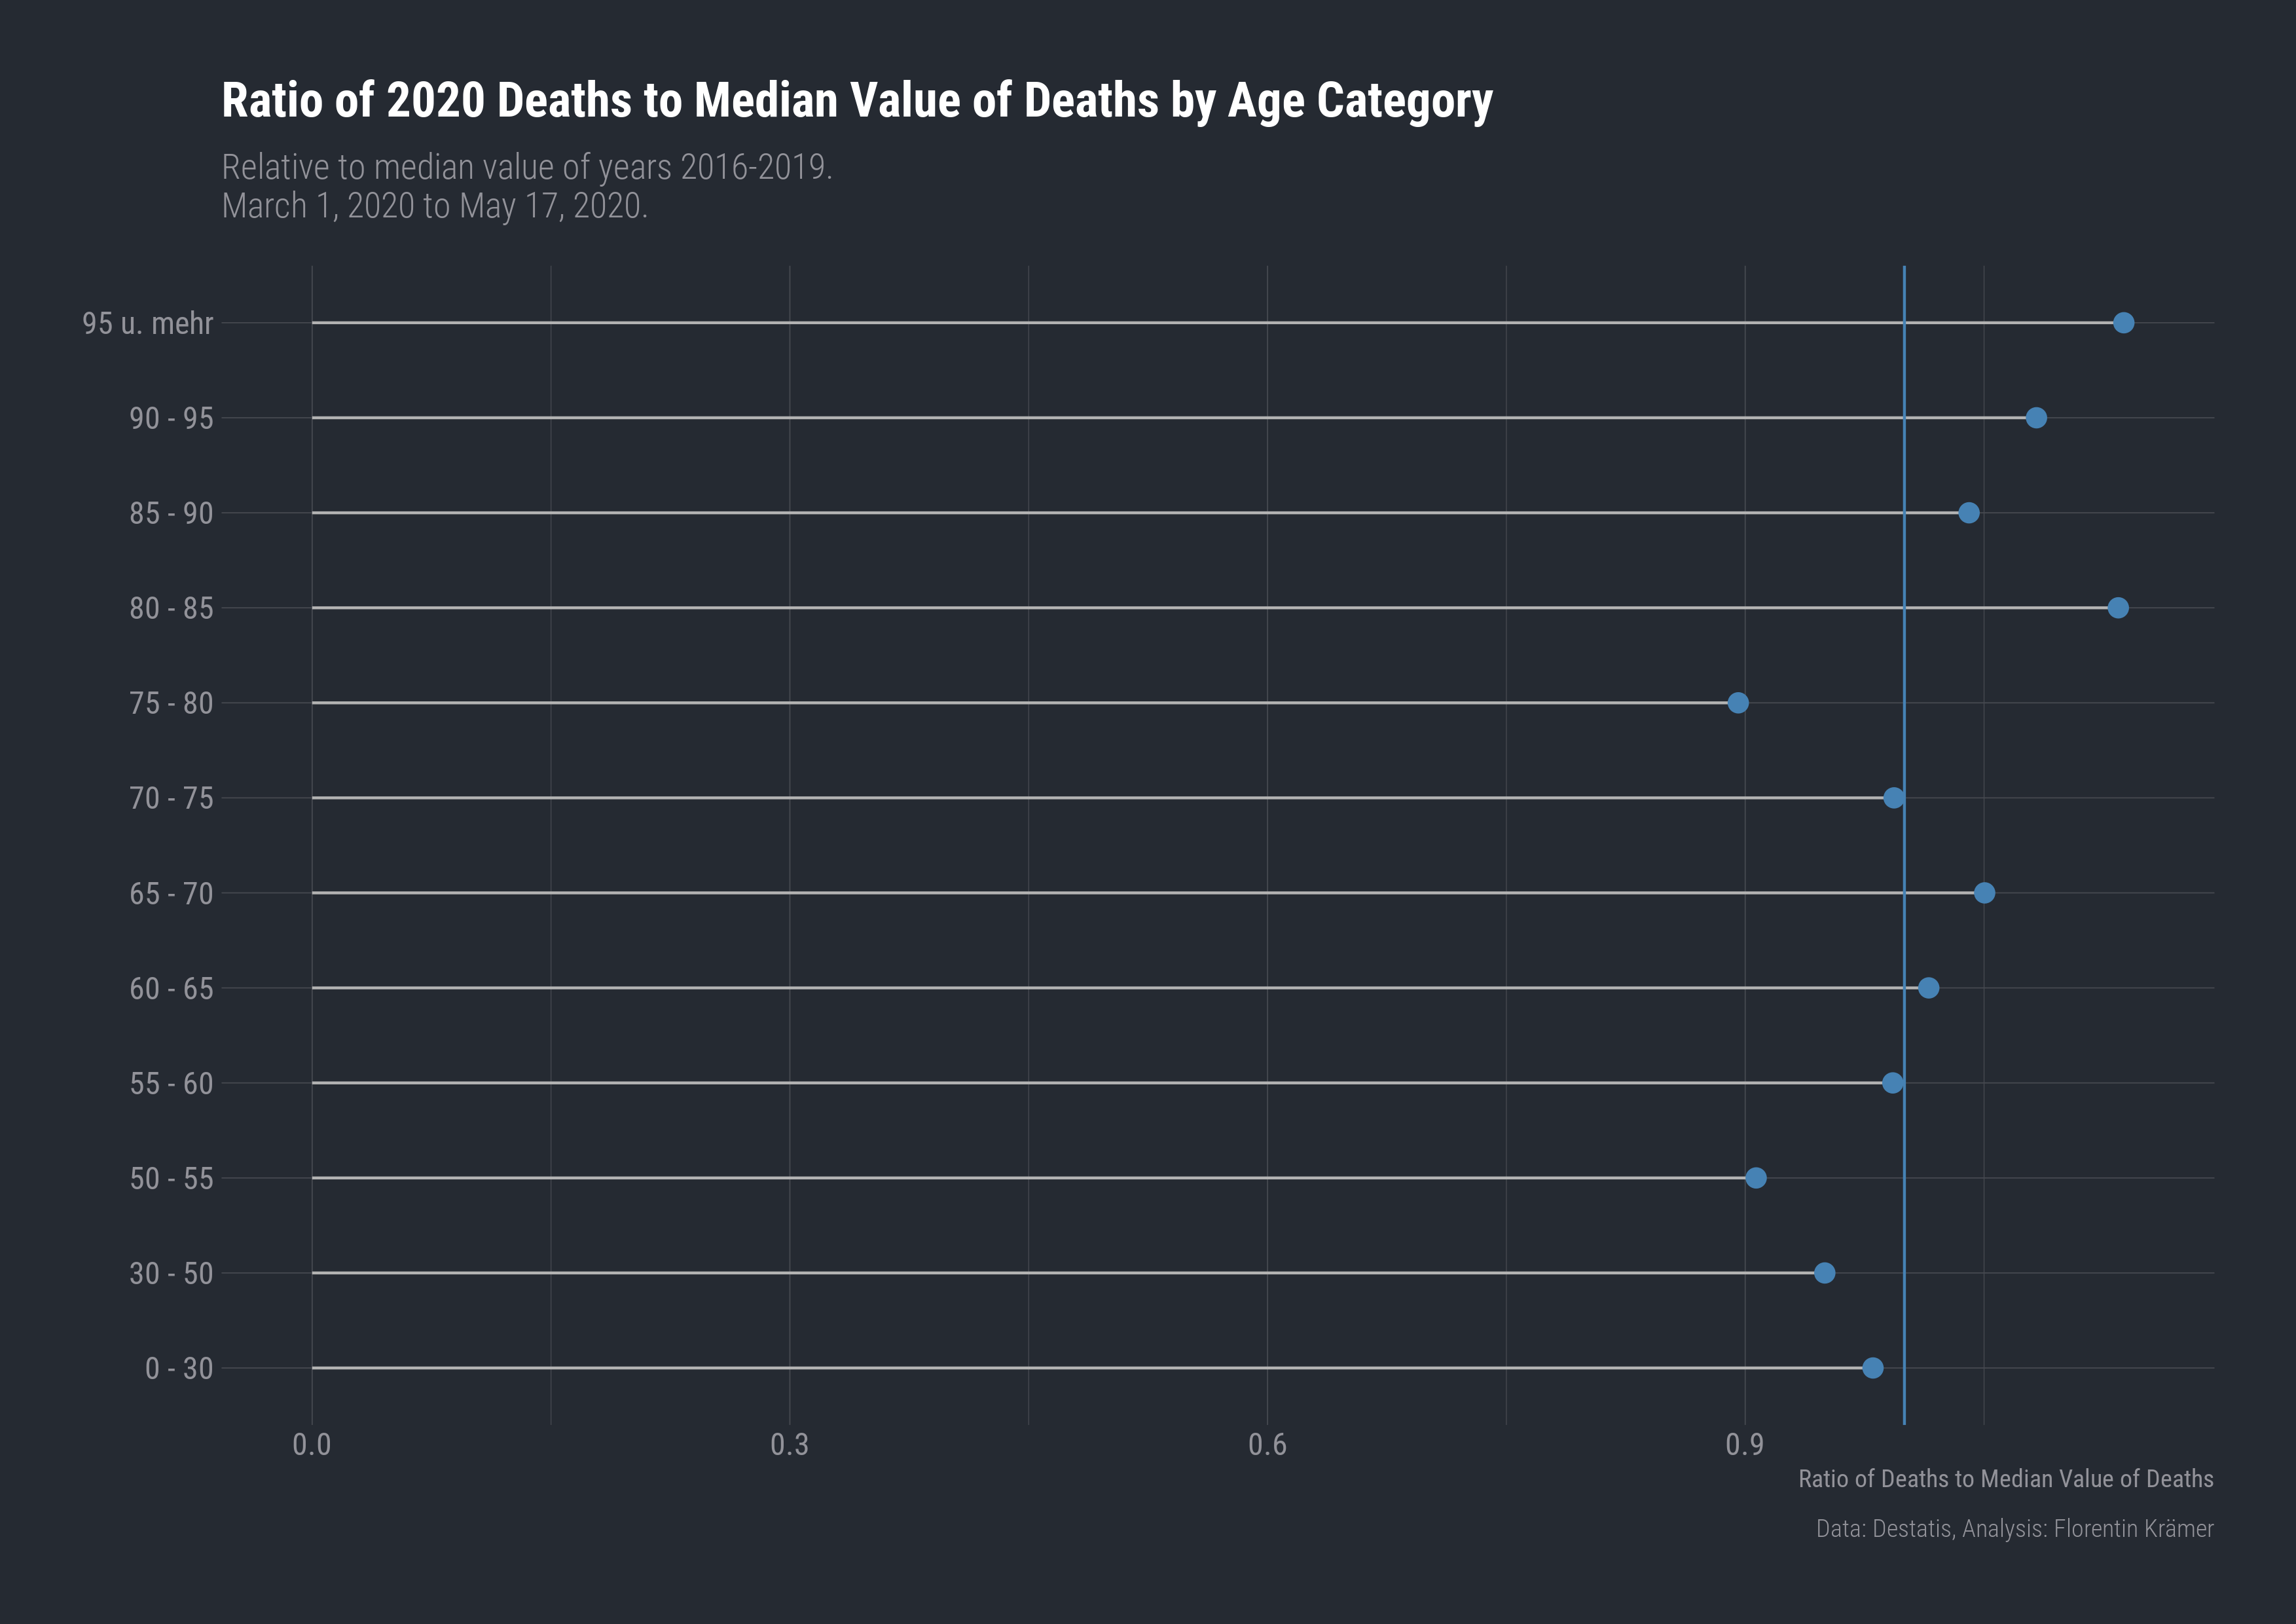 Ratio of 2020 Deaths to Median Value of Deaths by Age Category
Relative to median value of years 2016-2019.
March 1, 2020 to May 17, 2020.
95 u. mehr
90 - 95
85 - 90
80 - 85
75 - 80
70 - 75
65 - 70
60 - 65
55 - 60
50 - 55
30 - 50
0 - 30
0.0 0.3 0.6 0.9
Ratio of Deaths to Median Value of Deaths
Data: Destatis, Analysis: Florentin Krämer